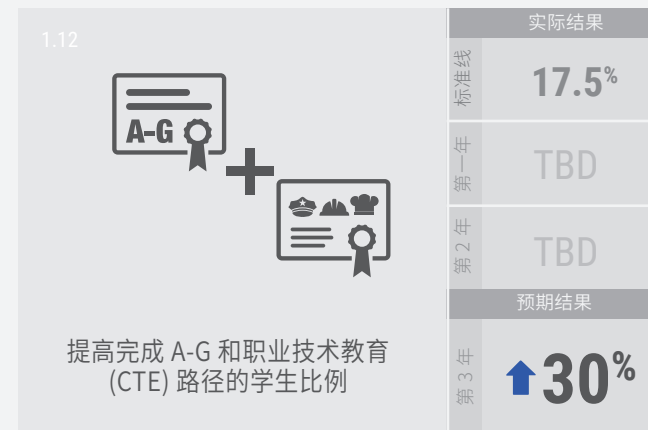 1.12
A-G
提高完成 A-G 和职业技术教育
(CTE) 路径的学生比例
实际结果
标准线
17.5%
第一年
TBD
第 2 年
TBD
预期结果
第 3 年
30%